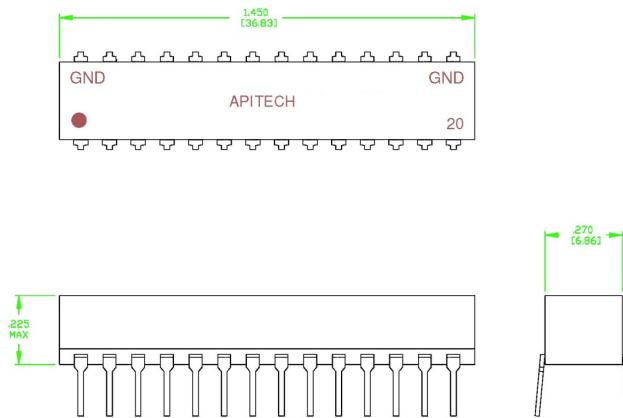 1.450
[36.83]
GND GND
APITECH
20
.270
[6.86]
.225
MAX